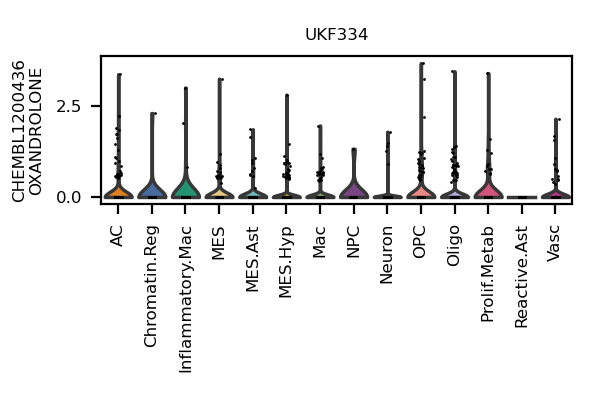 UKF334
CHEMBL1200436
OXANDROLONE
2.5
0.0
AC
Chromatin.Reg
Inflammatory.Mac
MES
MES.Ast
MES.Hyp
Mac
NPC
Neuron
OPC
Oligo
Prolif.Metab
Reactive.Ast
Vasc